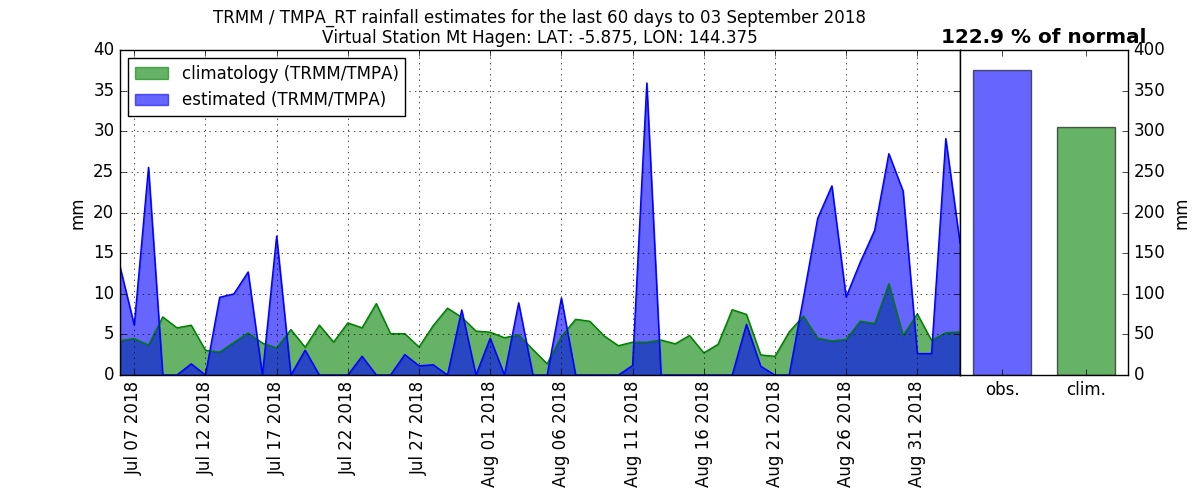 TRMM / TMPA_RT rainfall estimates for the last 60 days to 03 September 2018
Virtual Station Mt Hagen: LAT: -5.875, LON: 144.375
122.9 % of normal
climatology (TRMM/TMPA)
estimated (TRMM/TMPA)
40
35
30
25
20
15
10
5
0
mm
400
350
300
250
200
150
100
50
0
mm
Jul 07 2018
Jul 12 2018
Jul 17 2018
Jul 22 2018
Jul 27 2018
Aug 01 2018
Aug 06 2018
Aug 11 2018
Aug 16 2018
Aug 21 2018
Aug 26 2018
Aug 31 2018
obs.
clim.